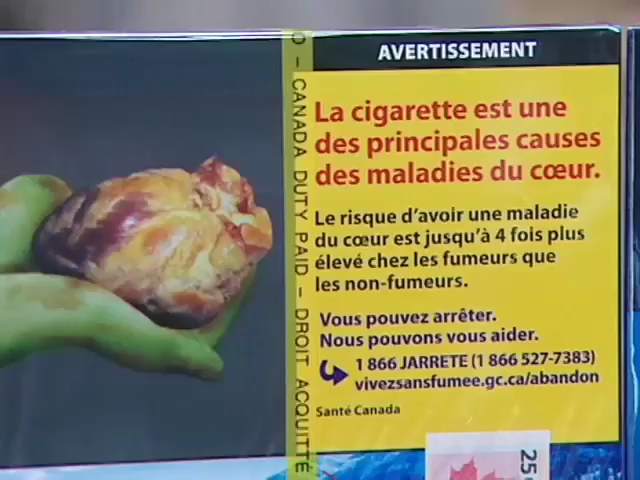 AVERTISSEMENT
La cigarette est une
des principales causes
des maladies du cœur.
Le risque d'avoir une maladie
du cœur est jusqu'à 4 fois plus
élevé chez les fumeurs que
les non-fumeurs.
Vous pouvez arrêter.
Nous pouvons vous aider.
1 866 JARRETE (1 866 527-7383)
vivezsansfumee.gc.ca/abandon
Santé Canada
O – CANADA DUTY PAID – DROIT ACQUITTÉ
25